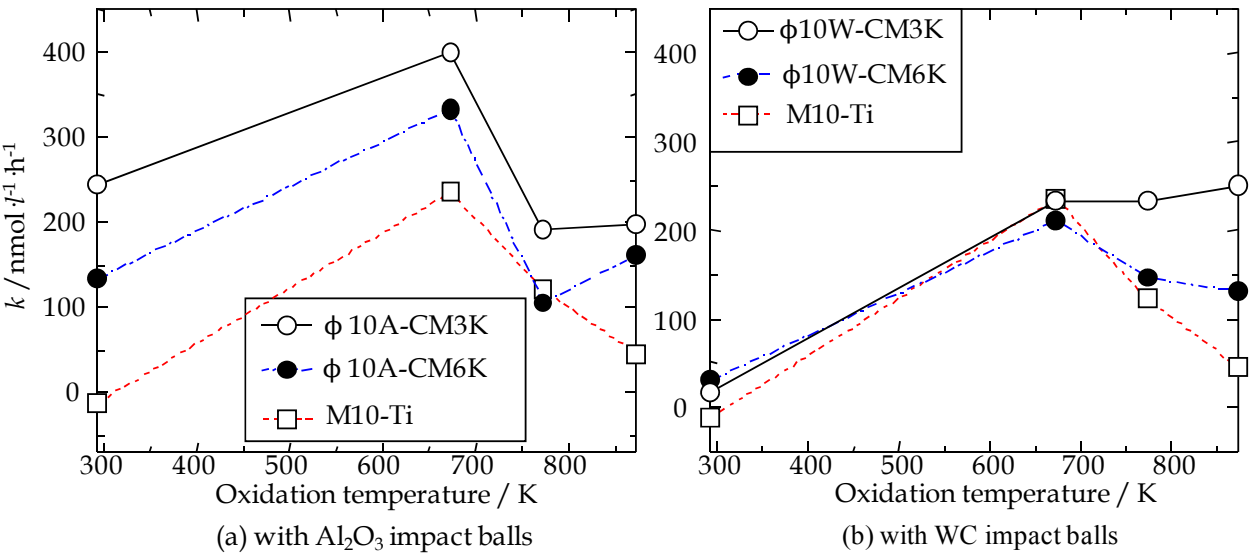 400
300
200
100
0
k / nmol·l⁻¹·h⁻¹
ϕ 10A-CM3K
ϕ 10A-CM6K
M10-Ti
300 400 500 600 700 800
Oxidation temperature / K
(a) with Al₂O₃ impact balls
ϕ10W-CM3K
ϕ10W-CM6K
M10-Ti
400
300
200
100
0
300 400 500 600 700 800
Oxidation temperature / K
(b) with WC impact balls